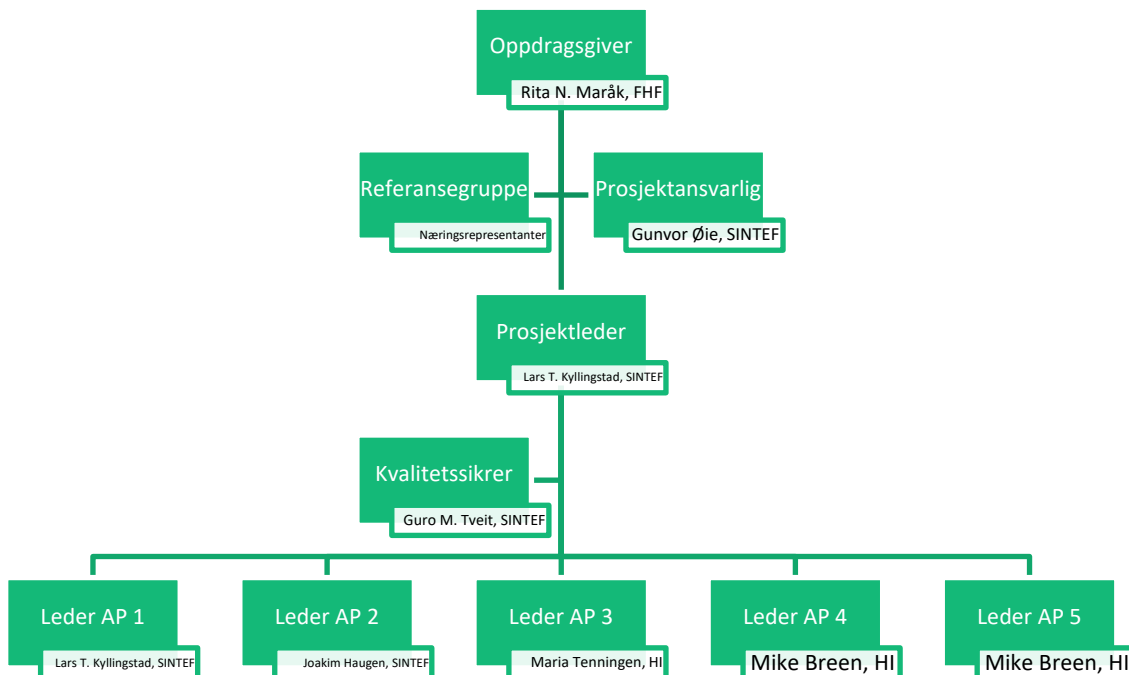 Oppdragsgiver
Rita N. Maråk, FHF
Referansegruppe
Næringsrepresentanter
Prosjektansvarlig
Gunvor Øie, SINTEF
Prosjektleder
Lars T. Kyllingstad, SINTEF
Kvalitetssikrer
Guro M. Tveit, SINTEF
Leder AP 1
Lars T. Kyllingstad, SINTEF
Leder AP 2
Joakim Haugen, SINTEF
Leder AP 3
Maria Tenningen, HI
Leder AP 4
Mike Breen, HI
Leder AP 5
Mike Breen, HI